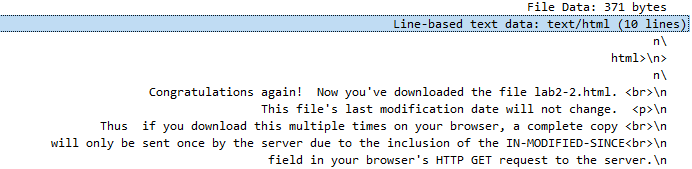 File Data: 371 bytes
Line-based text data: text/html (10 lines)
n\
html>\n>
n\
Congratulations again!  Now you've downloaded the file lab2-2.html. <br>\n
This file's last modification date will not change.  <p>\n
Thus  if you download this multiple times on your browser, a complete copy <br>\n
will only be sent once by the server due to the inclusion of the IN-MODIFIED-SINCE<br>\n
field in your browser's HTTP GET request to the server.\n